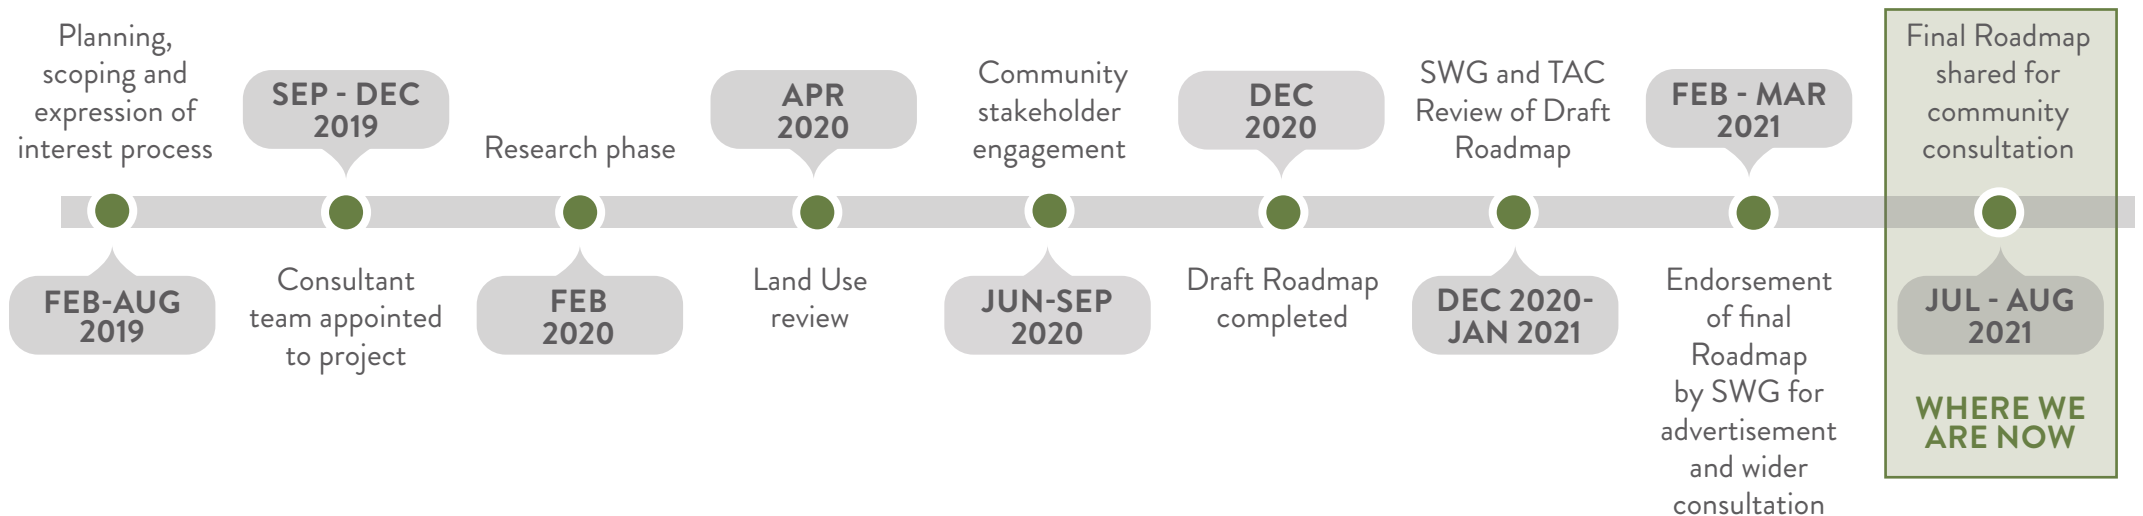 Planning,
scoping and
expression of
interest process
FEB-AUG
2019
SEP - DEC
2019
Consultant
team appointed
to project
Research phase
FEB
2020
APR
2020
Land Use
review
Community
stakeholder
engagement
JUN-SEP
2020
DEC
2020
Draft Roadmap
completed
SWG and TAC
Review of Draft
Roadmap
DEC 2020-
JAN 2021
FEB - MAR
2021
Endorsement
of final
Roadmap
by SWG for
advertisement
and wider
consultation
Final Roadmap
shared for
community
consultation
JUL - AUG
2021
WHERE WE
ARE NOW